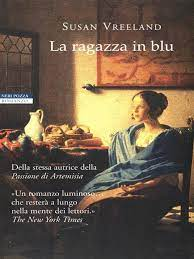 SUSAN VREELAND
La ragazza in blu
NERI POZZA
ROMANZO
Della stessa autrice della
Passione di Artemisia
«Un romanzo luminoso
che resterà a lungo
nella mente dei lettori.»
The New York Times